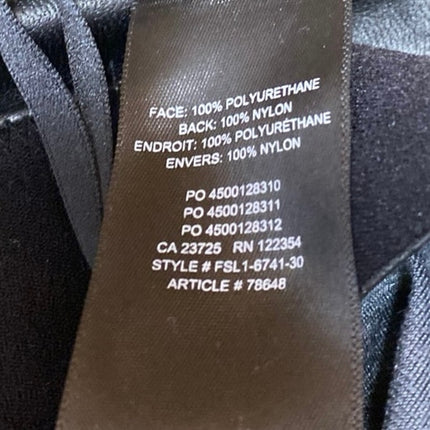 FACE: 100% POLYURETHANE
BACK: 100% NYLON
ENDROIT: 100% POLYURÉTHANE
ENVERS: 100% NYLON
PO 4500128310
PO 4500128311
PO 4500128312
CA 23725 RN 122354
STYLE # FSL1-6741-30
ARTICLE # 78648